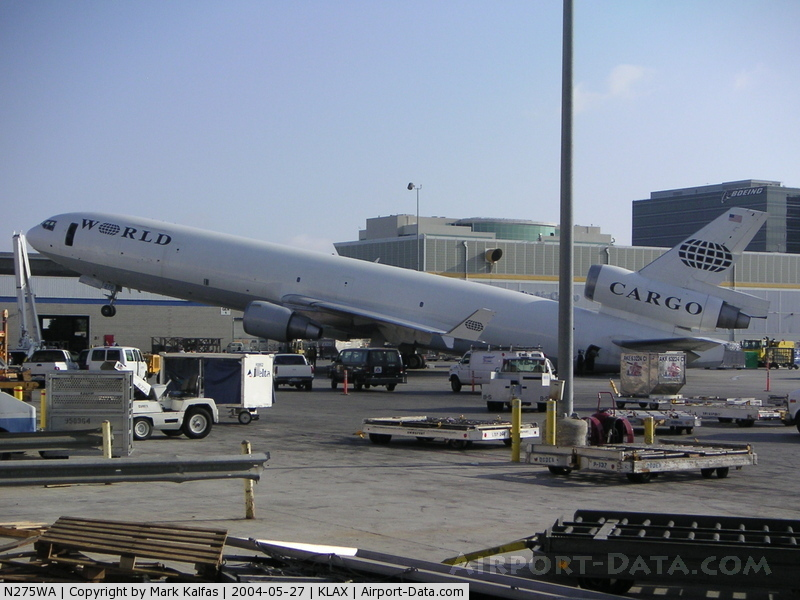 BOEING
WORLD
CARGO
AIRPORT-DATA.COM
N275WA | Copyright by Mark Kalfas | 2004-05-27 | KLAX | Airport-Data.com